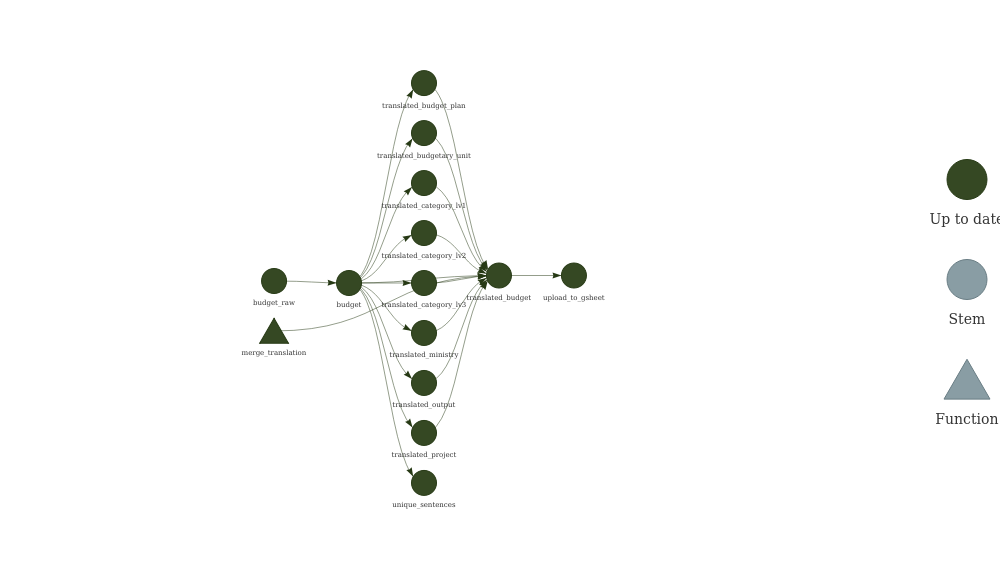 translated_budget_plan
translated_budgetary_unit
translated_category_lv1
translated_category_lv2
budget_raw
budget
translated_category_lv3
translated_budget
upload_to_gsheet
merge_translation
translated_ministry
translated_output
translated_project
unique_sentences
Up to date
Stem
Function